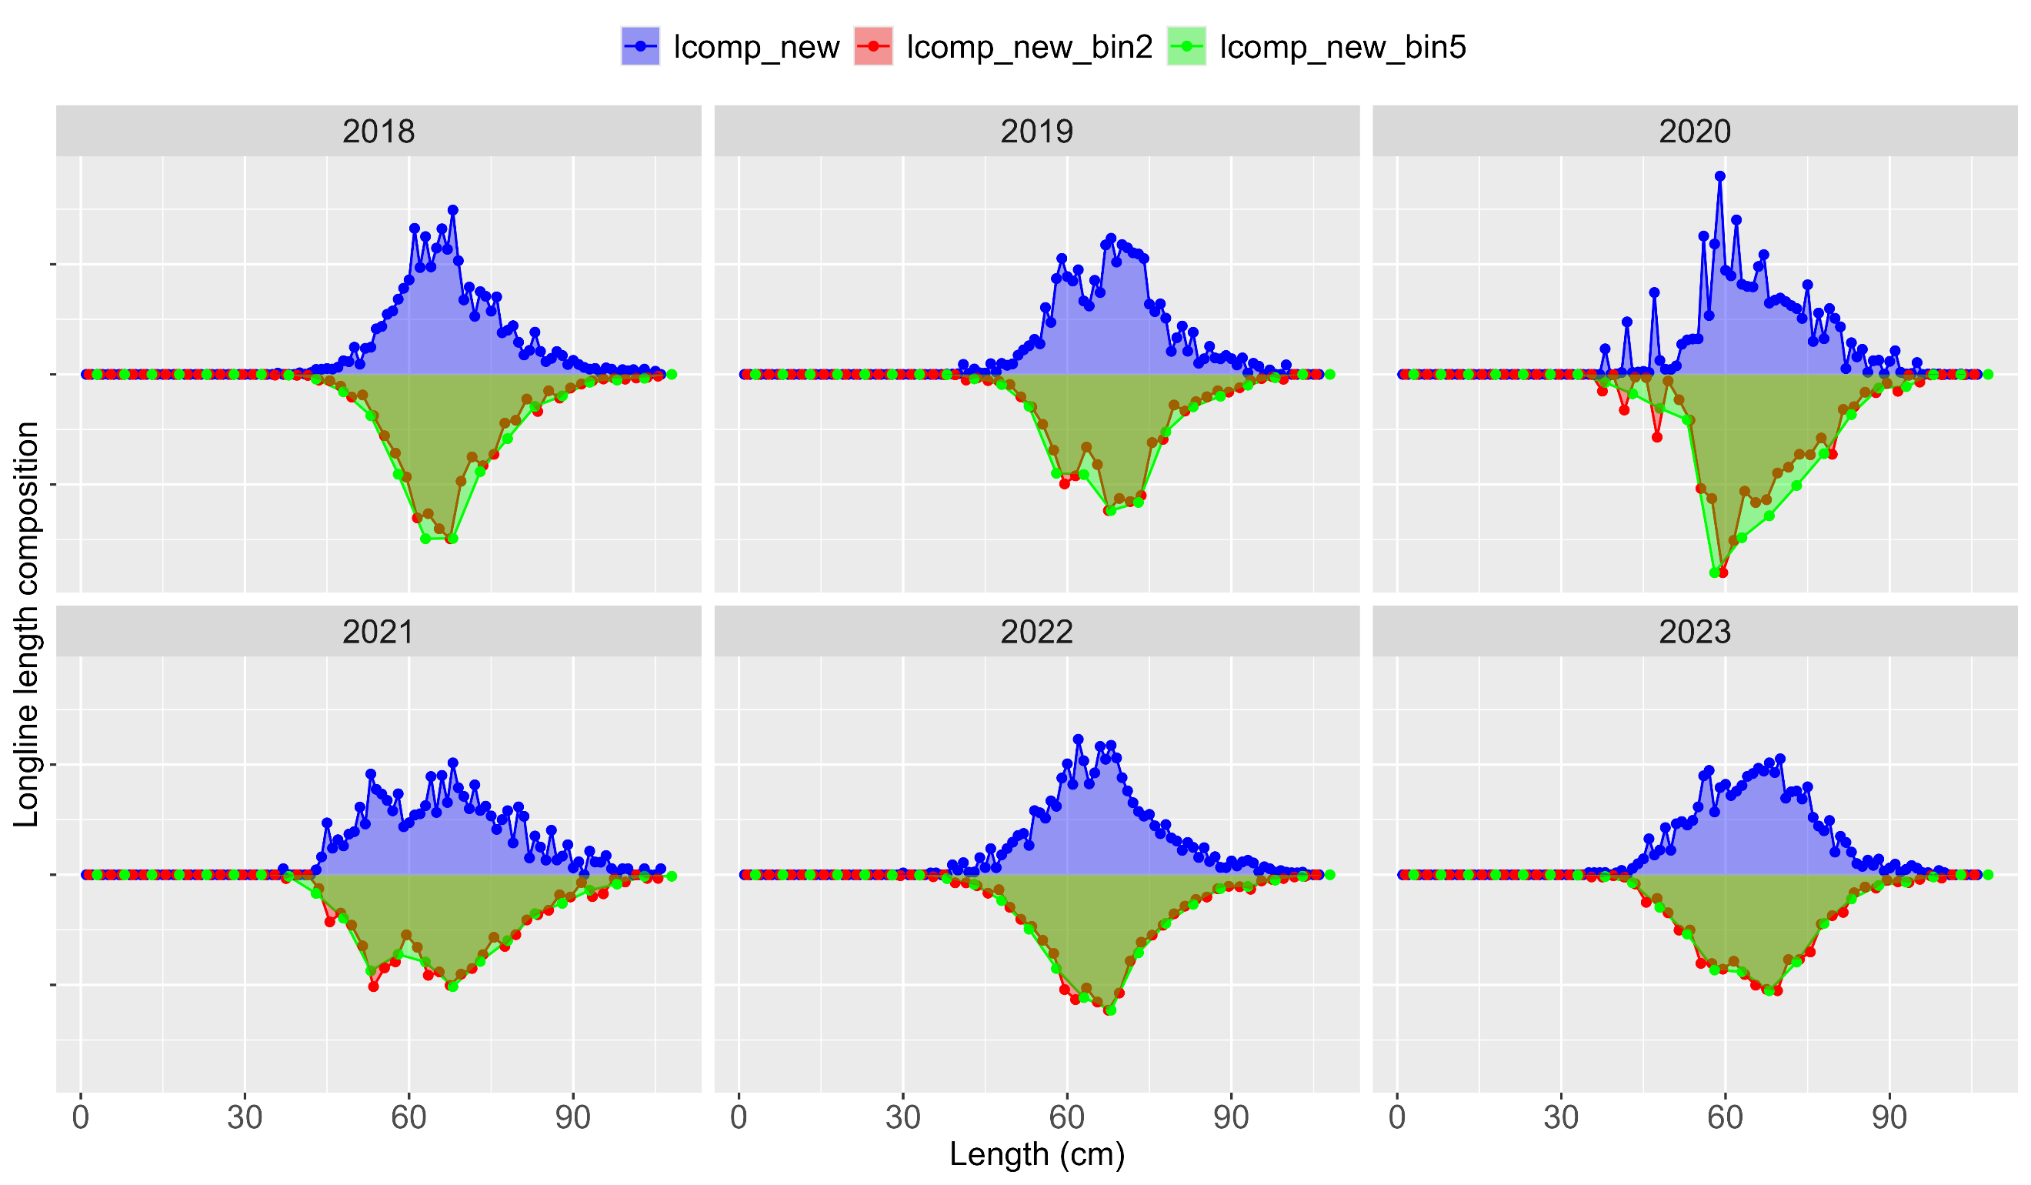 lcomp_new lcomp_new_bin2 lcomp_new_bin5
2018 2019 2020
Longline length composition
2021 2022 2023
0 30 60 90 0 30 60 90 0 30 60 90
Length (cm)